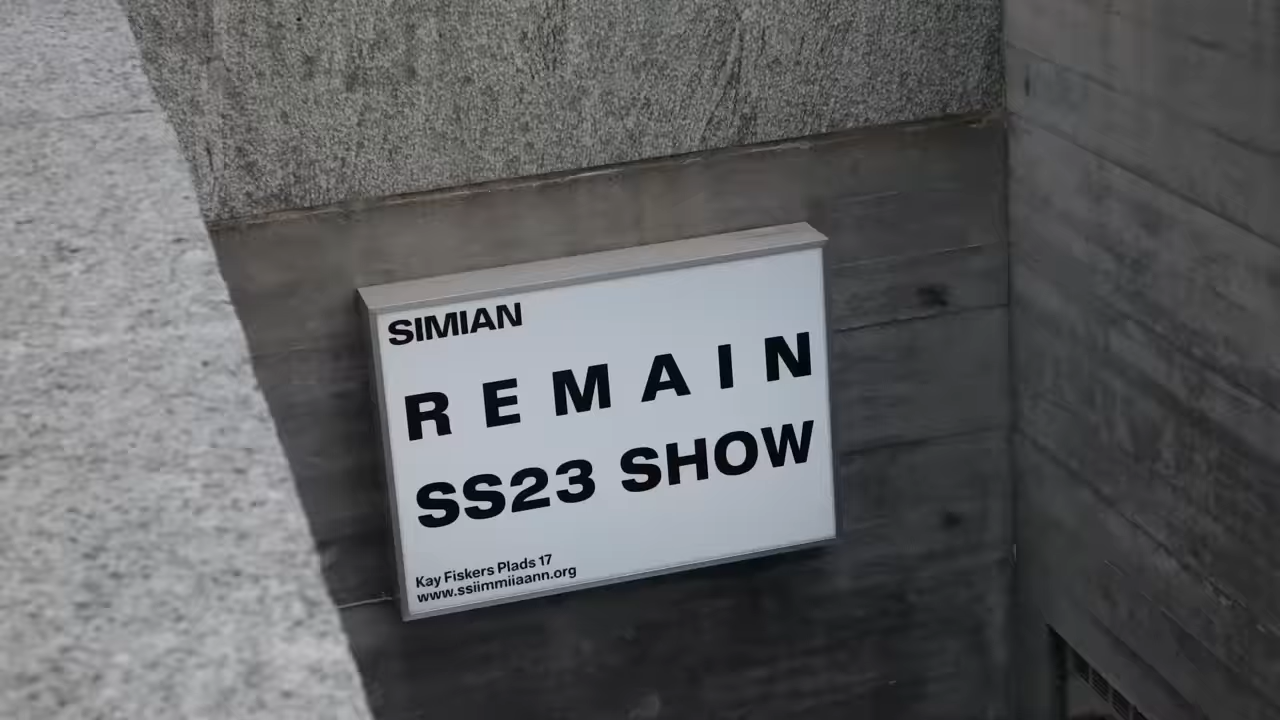 SIMIAN
REMAIN
SS23 SHOW
Kay Fiskers Plads 17
www.ssiimmiiaann.org